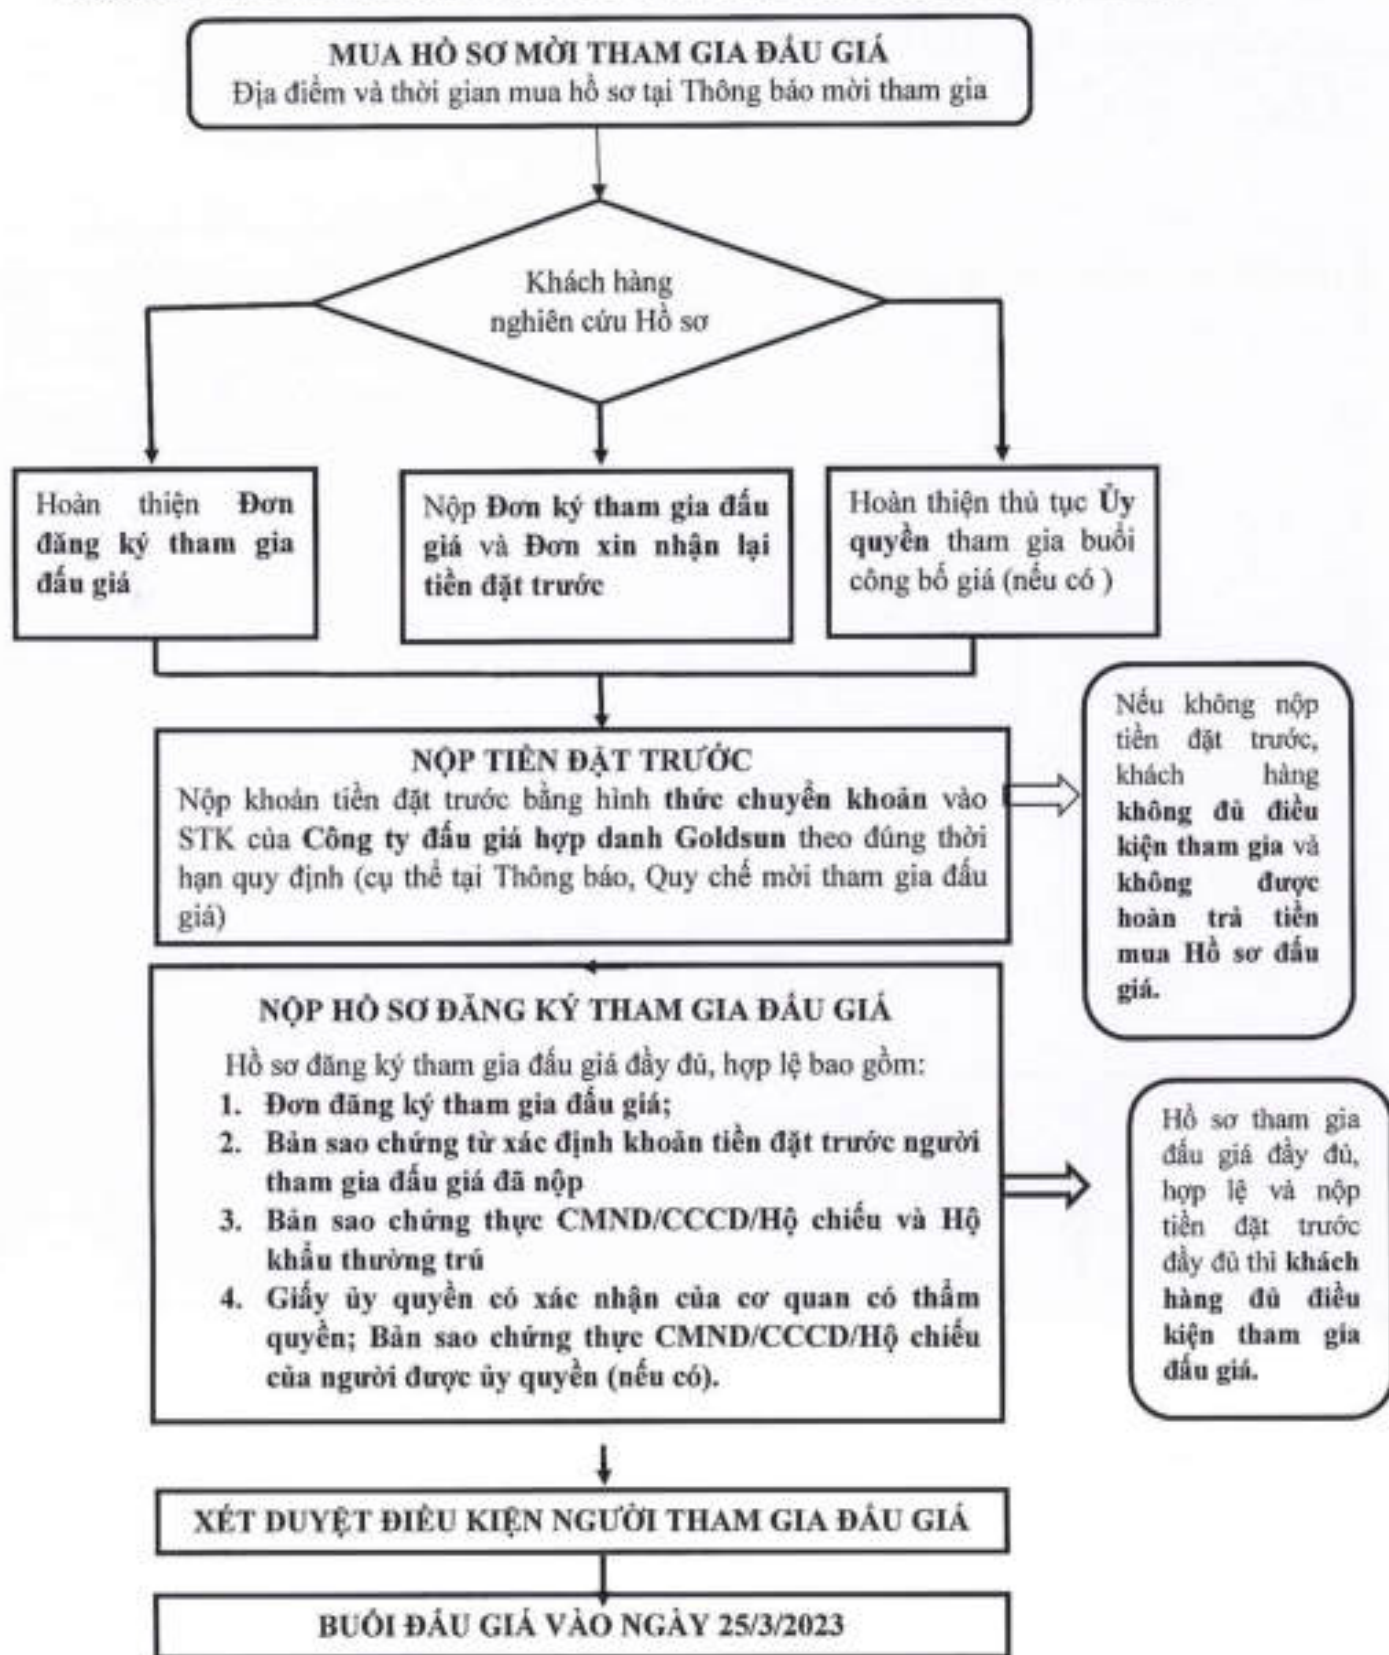 MUA HỒ SƠ MỜI THAM GIA ĐẤU GIÁ
Địa điểm và thời gian mua hồ sơ tại Thông báo mời tham gia
Khách hàng
nghiên cứu Hồ sơ
Hoàn thiện Đơn
đăng ký tham gia
đấu giá
Nộp Đơn ký tham gia đấu
giá và Đơn xin nhận lại
tiền đặt trước
Hoàn thiện thủ tục Ủy
quyền tham gia buổi
công bố giá (nếu có )
NỘP TIỀN ĐẶT TRƯỚC
Nộp khoản tiền đặt trước bằng hình thức chuyển khoản vào
STK của Công ty đấu giá hợp danh Goldsun theo đúng thời
hạn quy định (cụ thể tại Thông báo, Quy chế mời tham gia đấu
giá)
Nếu không nộp
tiền đặt trước,
khách hàng
không đủ điều
kiện tham gia và
không được
hoàn trả tiền
mua Hồ sơ đấu
giá.
NỘP HỒ SƠ ĐĂNG KÝ THAM GIA ĐẤU GIÁ
Hồ sơ đăng ký tham gia đấu giá đầy đủ, hợp lệ bao gồm:
1. Đơn đăng ký tham gia đấu giá;
2. Bản sao chứng từ xác định khoản tiền đặt trước người
tham gia đấu giá đã nộp
3. Bản sao chứng thực CMND/CCCD/Hộ chiếu và Hộ
khẩu thường trú
4. Giấy ủy quyền có xác nhận của cơ quan có thẩm
quyền; Bản sao chứng thực CMND/CCCD/Hộ chiếu
của người được ủy quyền (nếu có).
Hồ sơ tham gia
đấu giá đầy đủ,
hợp lệ và nộp
tiền đặt trước
đầy đủ thì khách
hàng đủ điều
kiện tham gia
đấu giá.
XÉT DUYỆT ĐIỀU KIỆN NGƯỜI THAM GIA ĐẤU GIÁ
BUỔI ĐẤU GIÁ VÀO NGÀY 25/3/2023